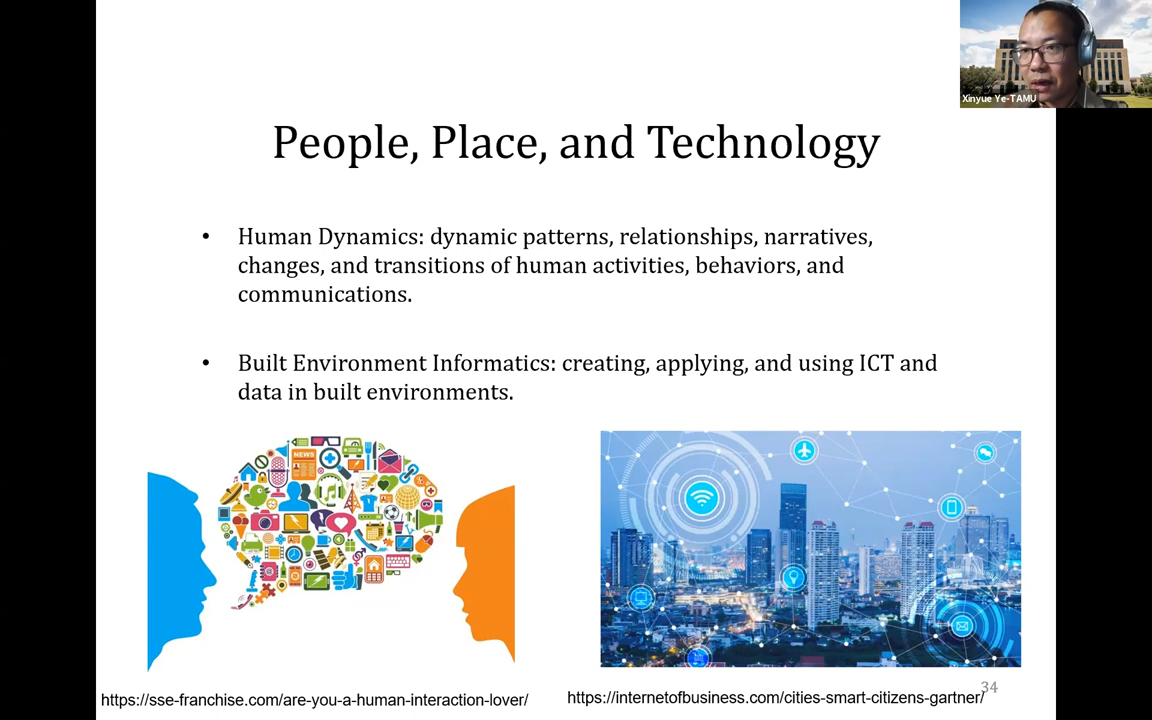 Xinyue Ye-TAMU
People, Place, and Technology
• Human Dynamics: dynamic patterns, relationships, narratives,
changes, and transitions of human activities, behaviors, and
communications.
• Built Environment Informatics: creating, applying, and using ICT and
data in built environments.
NEWS
https://sse-franchise.com/are-you-a-human-interaction-lover/
https://internetofbusiness.com/cities-smart-citizens-gartner/
34